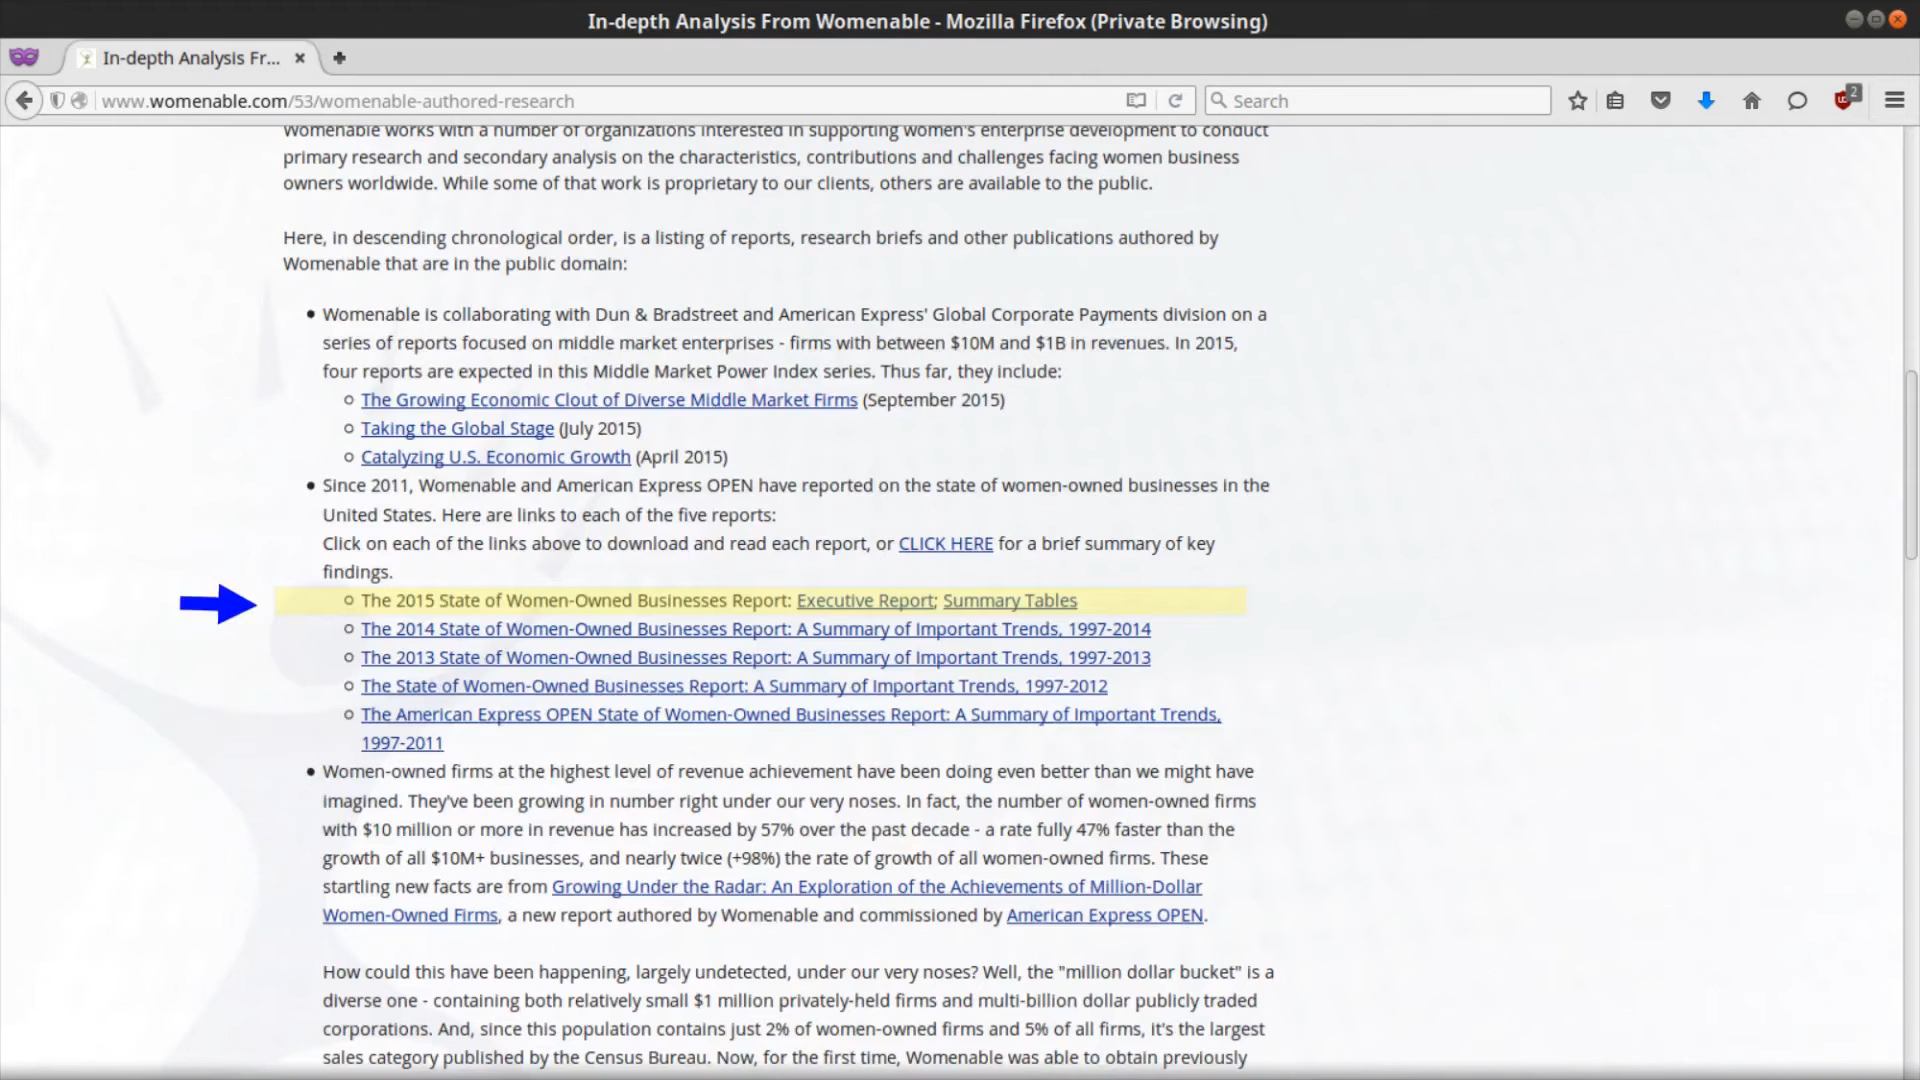 In-depth Analysis From Womenable - Mozilla Firefox (Private Browsing)
In-depth Analysis Fr...
www.womenable.com/53/womenable-authored-research
Search
2
Womenable works with a number of organizations interested in supporting women's enterprise development to conduct
primary research and secondary analysis on the characteristics, contributions and challenges facing women business
owners worldwide. While some of that work is proprietary to our clients, others are available to the public.
Here, in descending chronological order, is a listing of reports, research briefs and other publications authored by
Womenable that are in the public domain:
Womenable is collaborating with Dun & Bradstreet and American Express' Global Corporate Payments division on a
series of reports focused on middle market enterprises - firms with between $10M and $1B in revenues. In 2015,
four reports are expected in this Middle Market Power Index series. Thus far, they include:
The Growing Economic Clout of Diverse Middle Market Firms (September 2015)
Taking the Global Stage (July 2015)
Catalyzing U.S. Economic Growth (April 2015)
Since 2011, Womenable and American Express OPEN have reported on the state of women-owned businesses in the
United States. Here are links to each of the five reports:
Click on each of the links above to download and read each report, or CLICK HERE for a brief summary of key
findings.
The 2015 State of Women-Owned Businesses Report: Executive Report; Summary Tables
The 2014 State of Women-Owned Businesses Report: A Summary of Important Trends, 1997-2014
The 2013 State of Women-Owned Businesses Report: A Summary of Important Trends, 1997-2013
The State of Women-Owned Businesses Report: A Summary of Important Trends, 1997-2012
The American Express OPEN State of Women-Owned Businesses Report: A Summary of Important Trends,
1997-2011
Women-owned firms at the highest level of revenue achievement have been doing even better than we might have
imagined. They've been growing in number right under our very noses. In fact, the number of women-owned firms
with $10 million or more in revenue has increased by 57% over the past decade - a rate fully 47% faster than the
growth of all $10M+ businesses, and nearly twice (+98%) the rate of growth of all women-owned firms. These
startling new facts are from Growing Under the Radar: An Exploration of the Achievements of Million-Dollar
Women-Owned Firms, a new report authored by Womenable and commissioned by American Express OPEN.
How could this have been happening, largely undetected, under our very noses? Well, the "million dollar bucket" is a
diverse one - containing both relatively small $1 million privately-held firms and multi-billion dollar publicly traded
corporations. And, since this population contains just 2% of women-owned firms and 5% of all firms, it's the largest
sales category published by the Census Bureau. Now, for the first time, Womenable was able to obtain previously